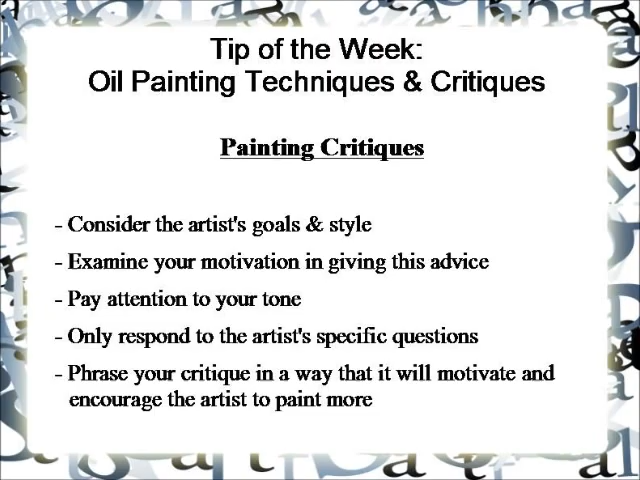 Tip of the Week:
Oil Painting Techniques & Critiques
Painting Critiques
- Consider the artist's goals & style
- Examine your motivation in giving this advice
- Pay attention to your tone
- Only respond to the artist's specific questions
- Phrase your critique in a way that it will motivate and
encourage the artist to paint more